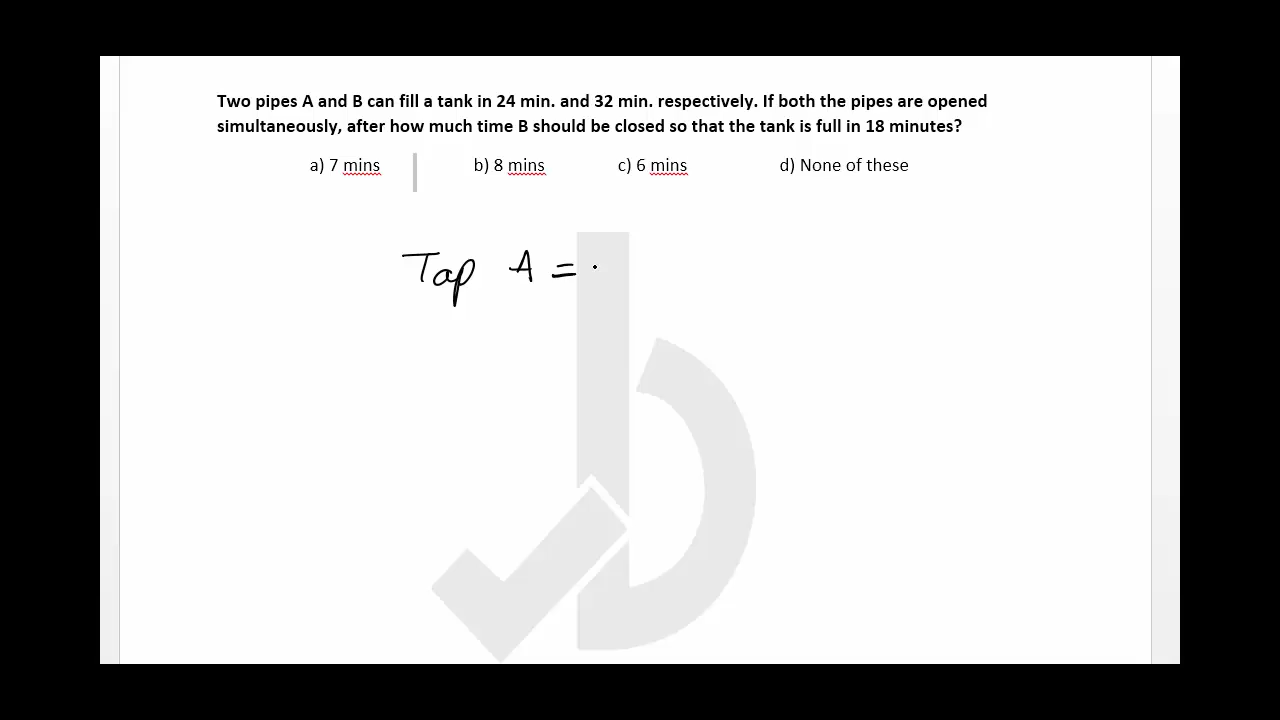 Two pipes A and B can fill a tank in 24 min. and 32 min. respectively. If both the pipes are opened
simultaneously, after how much time B should be closed so that the tank is full in 18 minutes?
a) 7 mins b) 8 mins c) 6 mins d) None of these
Tap A =